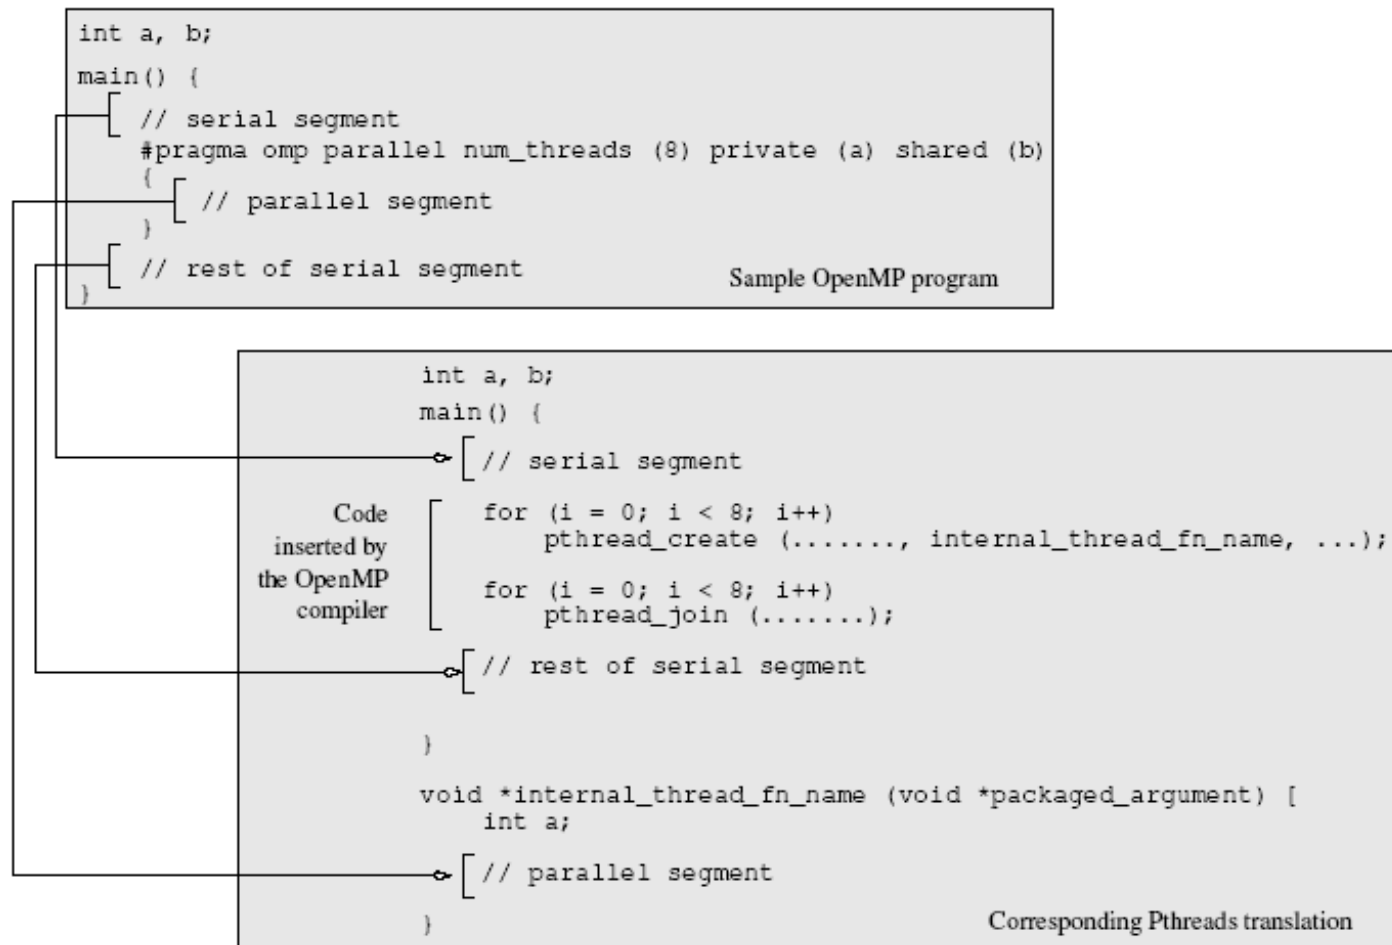 int a, b;
main() {
// serial segment
#pragma omp parallel num_threads (8) private (a) shared (b)
{
// parallel segment
}
// rest of serial segment
Sample OpenMP program
}
int a, b;
main() {
// serial segment
Code
inserted by
the OpenMP
compiler
for (i = 0; i < 8; i++)
pthread_create (......., internal_thread_fn_name, ...);
for (i = 0; i < 8; i++)
pthread_join (.......);
// rest of serial segment
}
void *internal_thread_fn_name (void *packaged_argument) [
int a;
// parallel segment
}
Corresponding Pthreads translation